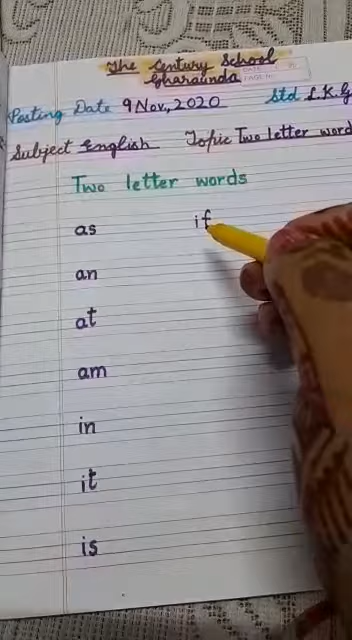 The Century School
Gharaunda
Posting Date 9 Nov, 2020 Std L.K.G
Subject English Topic Two letter word
Two letter words
as if
an
at
am
in
it
is